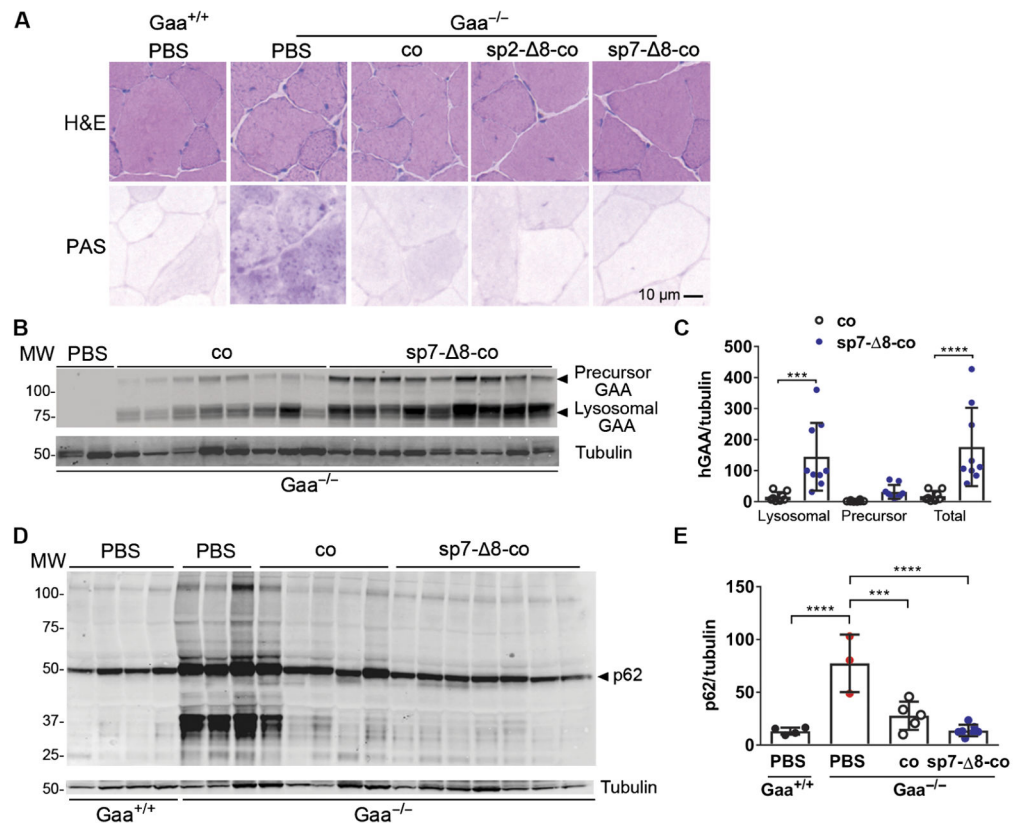 A
Gaa+/+ Gaa−/−
PBS PBS co sp2-Δ8-co sp7-Δ8-co
H&E
PAS
10 µm
B
MW PBS co sp7-Δ8-co
100-
75-
50-
Precursor
GAA
Lysosomal
GAA
Tubulin
Gaa−/−
C
co
sp7-Δ8-co
hGAA/tubulin
500
400
300
200
100
0
*** ****
Lysosomal Precursor Total
D
MW PBS PBS co sp7-Δ8-co
100-
75-
50-
37-
25-
p62
50-
Tubulin
Gaa+/+ Gaa−/−
E
p62/tubulin
150
100
50
0
****
***
****
PBS PBS co sp7-Δ8-co
Gaa+/+ Gaa−/−